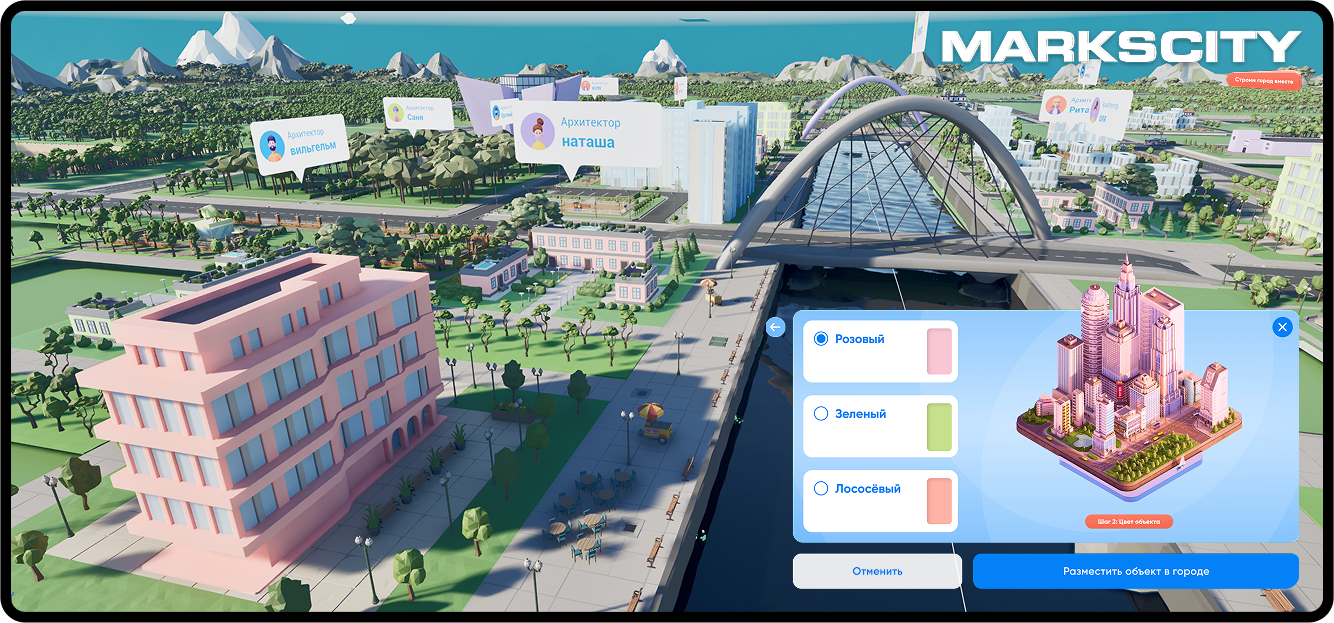 MARKSCITY
Строим город вместе
Архитектор
Саня
Архитектор
наташа
Архитектор
вильгельм
Рита
Розовый
Зеленый
Лососёвый
Шаг 2: Цвет объекта
Отменить
Разместить объект в городе